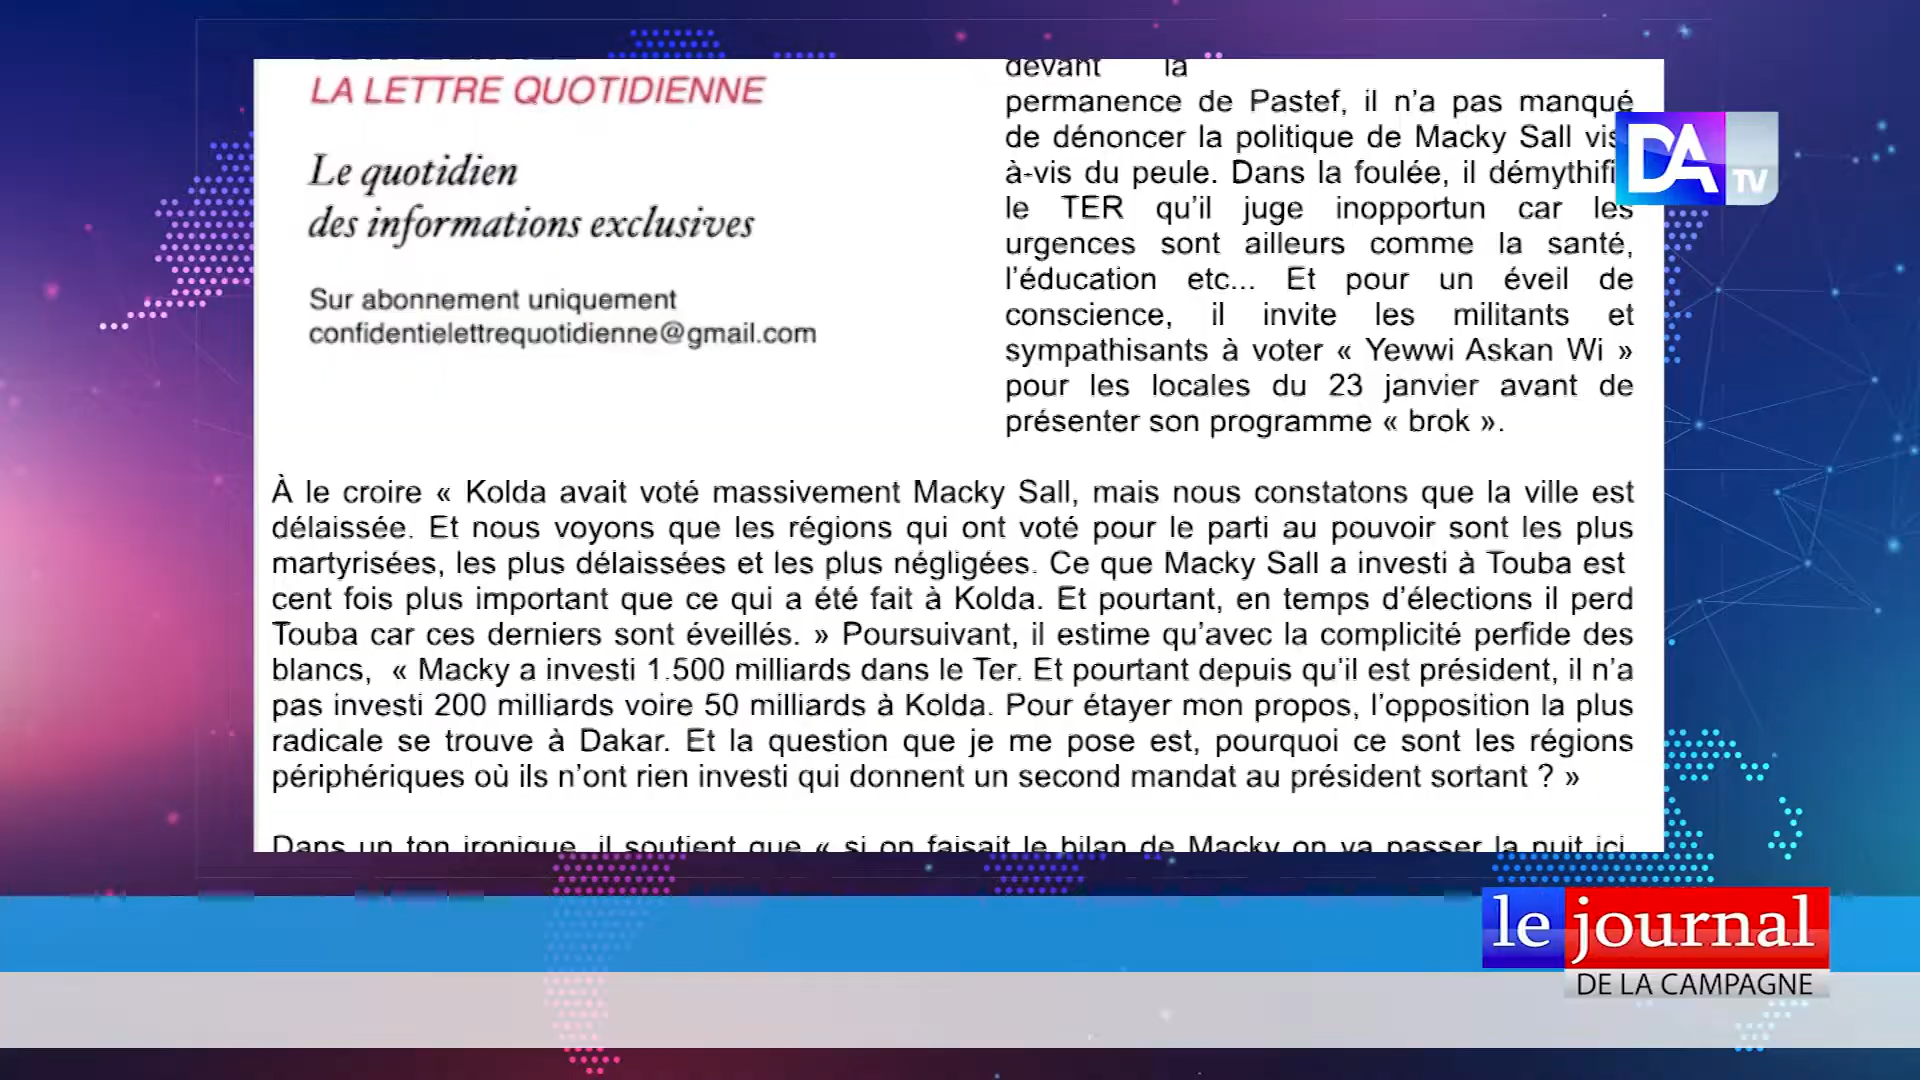 LA LETTRE QUOTIDIENNE
Le quotidien
des informations exclusives
Sur abonnement uniquement
confidentielettrequotidienne@gmail.com
devant la
permanence de Pastef, il n’a pas manqué
de dénoncer la politique de Macky Sall vis
à-vis du peule. Dans la foulée, il démythifi
le TER qu’il juge inopportun car les
urgences sont ailleurs comme la santé,
l’éducation etc... Et pour un éveil de
conscience, il invite les militants et
sympathisants à voter « Yewwi Askan Wi »
pour les locales du 23 janvier avant de
présenter son programme « brok ».
À le croire « Kolda avait voté massivement Macky Sall, mais nous constatons que la ville est
délaissée. Et nous voyons que les régions qui ont voté pour le parti au pouvoir sont les plus
martyrisées, les plus délaissées et les plus négligées. Ce que Macky Sall a investi à Touba est
cent fois plus important que ce qui a été fait à Kolda. Et pourtant, en temps d’élections il perd
Touba car ces derniers sont éveillés. » Poursuivant, il estime qu’avec la complicité perfide des
blancs, « Macky a investi 1.500 milliards dans le Ter. Et pourtant depuis qu’il est président, il n’a
pas investi 200 milliards voire 50 milliards à Kolda. Pour étayer mon propos, l’opposition la plus
radicale se trouve à Dakar. Et la question que je me pose est, pourquoi ce sont les régions
périphériques où ils n’ont rien investi qui donnent un second mandat au président sortant ? »
Dans un ton ironique, il soutient que « si on faisait le bilan de Macky on va passer la nuit ici,
DA TV
le journal
DE LA CAMPAGNE